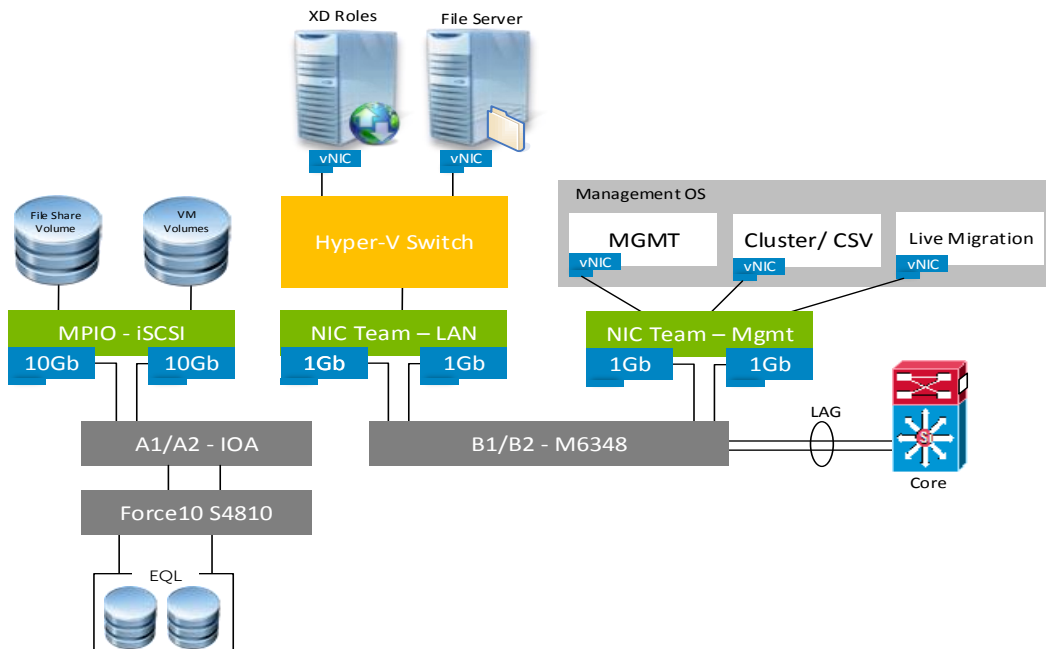 XD Roles
File Server
vNIC
vNIC
File Share
Volume
VM
Volumes
Hyper-V Switch
Management OS
MGMT
Cluster/ CSV
Live Migration
vNIC
vNIC
vNIC
MPIO - iSCSI
NIC Team – LAN
NIC Team – Mgmt
10Gb
10Gb
1Gb
1Gb
1Gb
1Gb
A1/A2 - IOA
B1/B2 - M6348
LAG
Si
Core
Force10 S4810
EQL